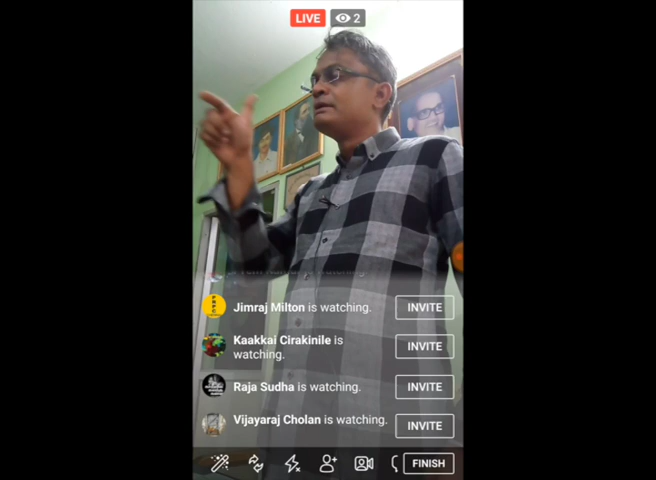 LIVE 2
Jimraj Milton is watching.
INVITE
Kaakkai Cirakinile is
watching.
INVITE
Raja Sudha is watching.
INVITE
Vijayaraj Cholan is watching.
INVITE
FINISH